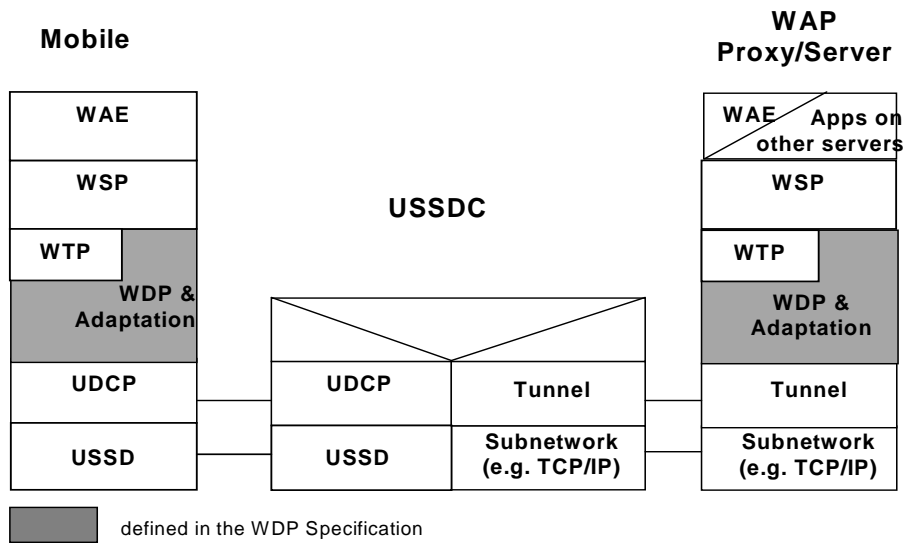 Mobile
WAP
Proxy/Server
WAE
WSP
WTP
WDP &
Adaptation
UDCP
USSD
USSDC
UDCP
Tunnel
USSD
Subnetwork
(e.g. TCP/IP)
WAE
Apps on
other servers
WSP
WTP
WDP &
Adaptation
Tunnel
Subnetwork
(e.g. TCP/IP)
defined in the WDP Specification